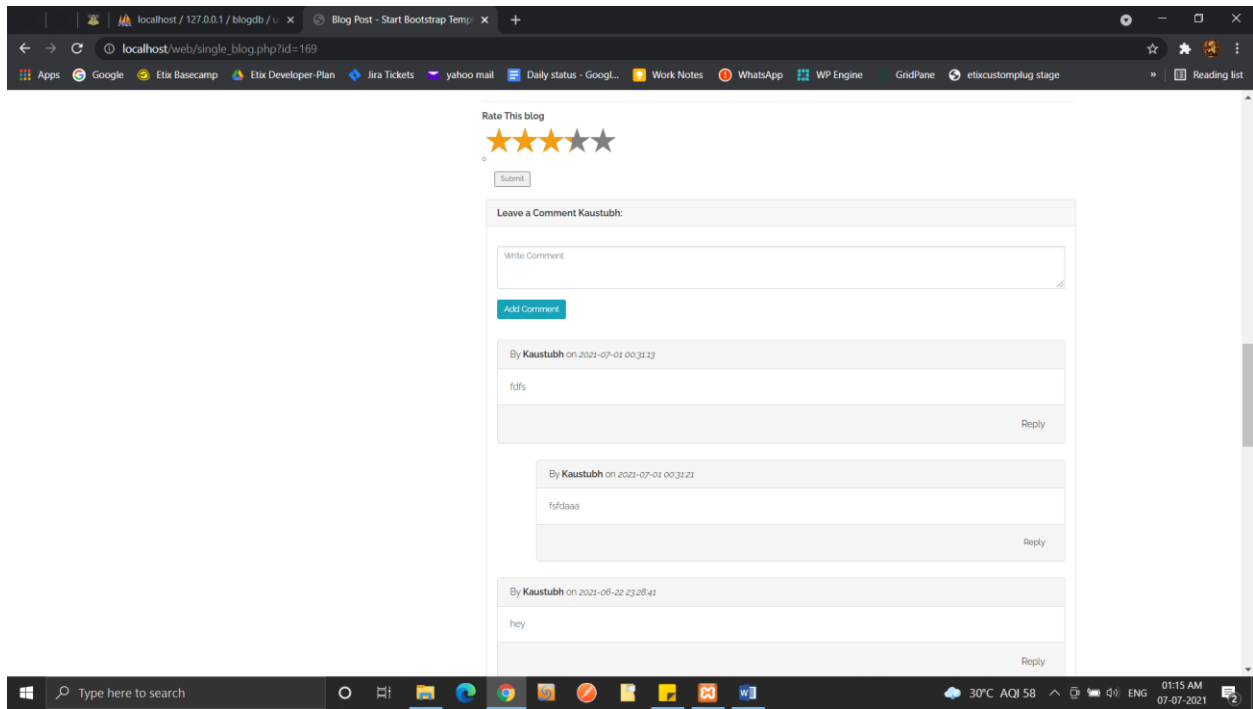 localhost / 127.0.0.1 / blogdb / u
Blog Post - Start Bootstrap Temp
localhost/web/single_blog.php?id=169
Apps Google Etix Basecamp Etix Developer-Plan Jira Tickets yahoo mail Daily status - Googl... Work Notes WhatsApp WP Engine GridPane etixcustomplug stage » Reading list
Rate This blog
0
Submit
Leave a Comment Kaustubh:
Write Comment
Add Comment
By Kaustubh on 2021-07-01 00:31:13
fdfs
Reply
By Kaustubh on 2021-07-01 00:31:21
fsfdaaa
Reply
By Kaustubh on 2021-06-22 23:28:41
hey
Reply
Type here to search
30°C AQI 58 ENG
01:15 AM
07-07-2021
2